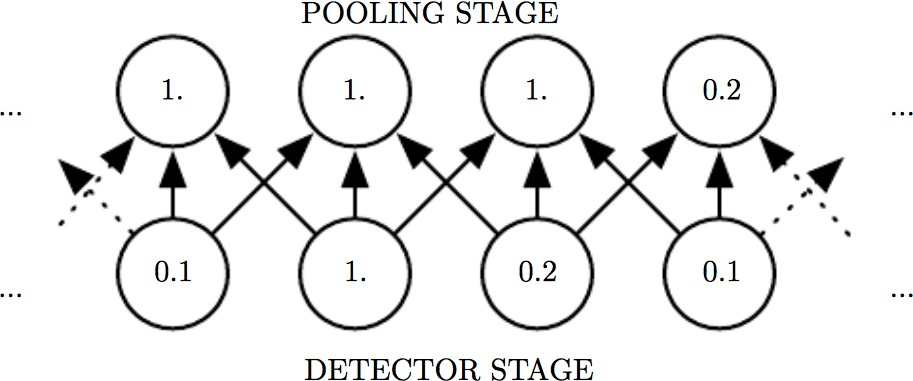 POOLING STAGE
1. 1. 1. 0.2
... ...
0.1 1. 0.2 0.1
... ...
DETECTOR STAGE